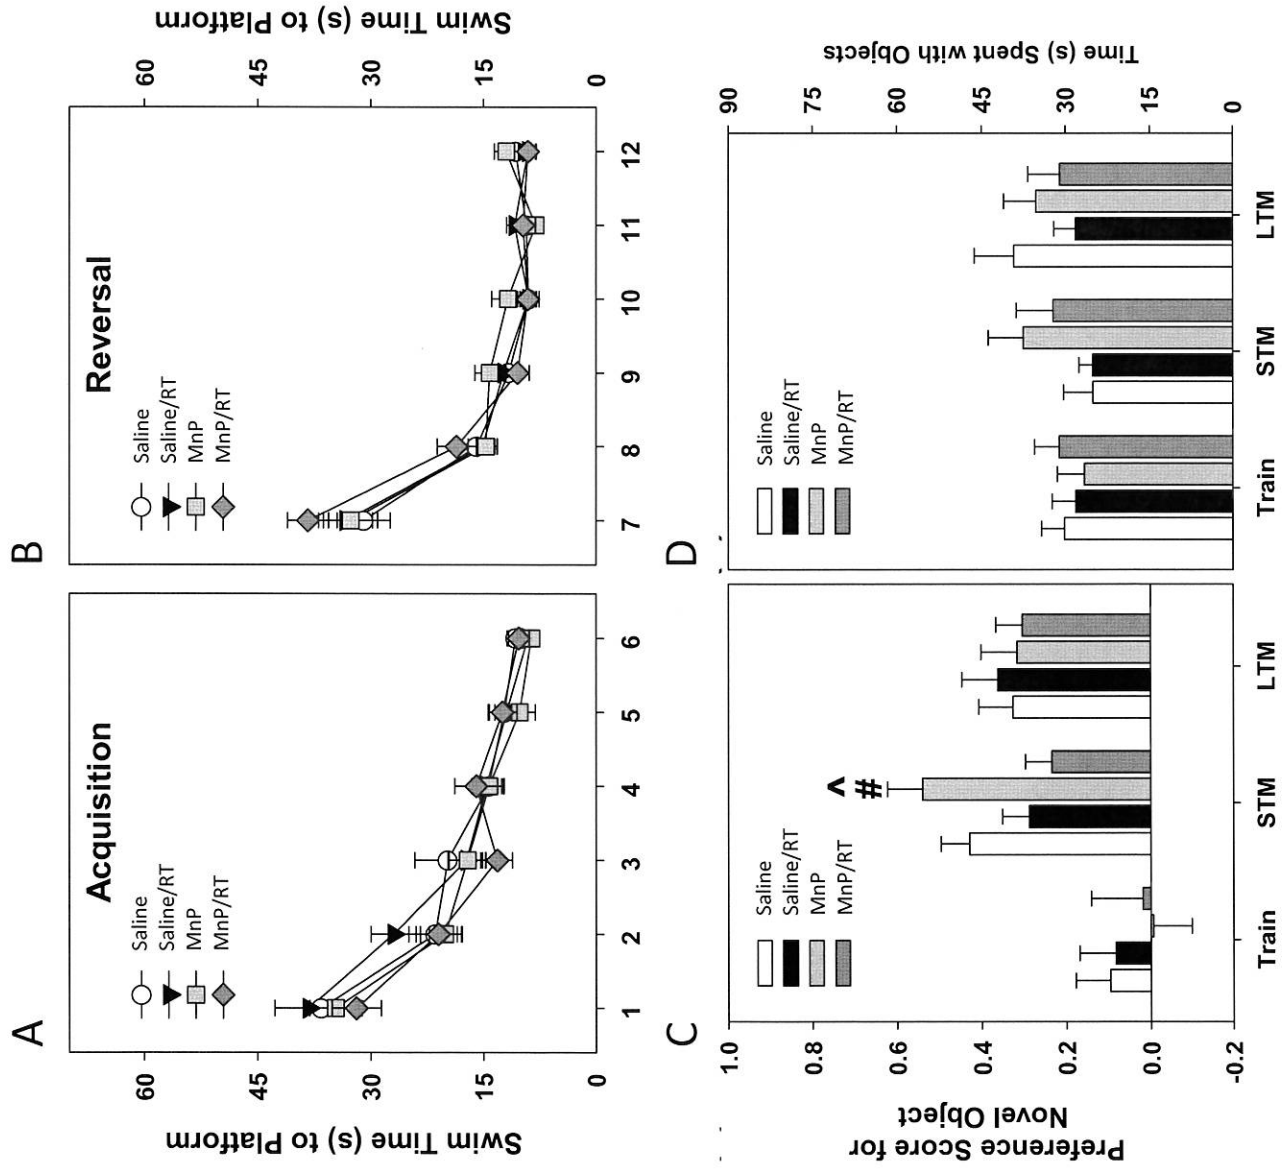 A
Acquisition
Saline
Saline/RT
MnP
MnP/RT
Swim Time (s) to Platform
60
45
30
15
0
1 2 3 4 5 6
B
Reversal
Saline
Saline/RT
MnP
MnP/RT
Swim Time (s) to Platform
60
45
30
15
0
7 8 9 10 11 12
C
Saline
Saline/RT
MnP
MnP/RT
^
#
Preference Score for
Novel Object
1.0
0.8
0.6
0.4
0.2
0.0
-0.2
Train STM LTM
D
Saline
Saline/RT
MnP
MnP/RT
Time (s) Spent with Objects
90
75
60
45
30
15
0
Train STM LTM